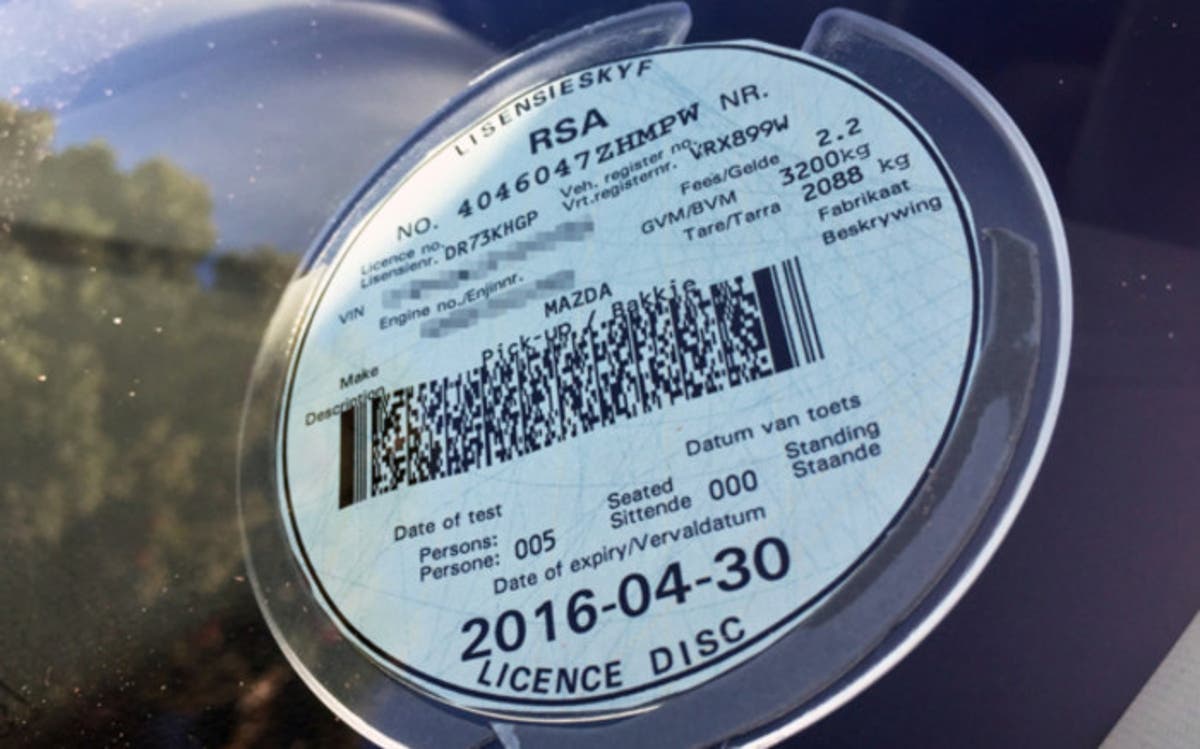 LISENSIESKYF
RSA
NO. 4046047ZHMPW NR.
Licence no.
Lisensienr. DR73KHGP
Veh. register no.
Vrt.registernr. VRX899W
VIN
Fees/Gelde 2.2
GVM/BVM 3200kg
Tare/Tarra 2088 kg
Engine no./Enjinnr.
Fabrikaat
Beskrywing
Make MAZDA
Description Pick-up / Bakkie
Date of test
Datum van toets
Persons:
Persone: 005
Seated
Sittende 000
Standing
Staande
Date of expiry/Vervaldatum
2016-04-30
LICENCE DISC